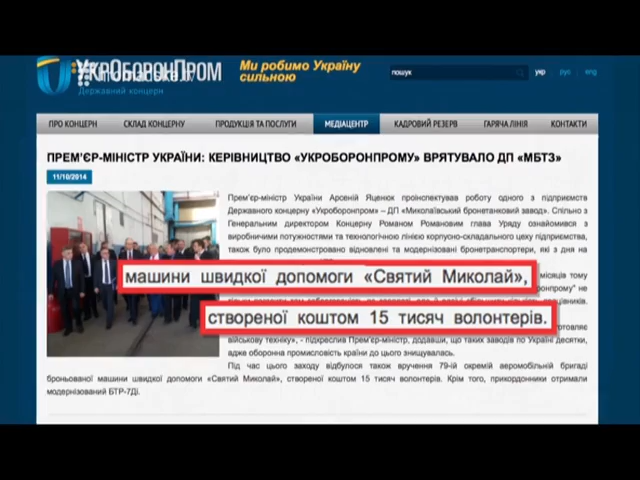 УКРОБОРОНПРОМ
Державний концерн
Ми робимо Україну
сильною
пошук
укр рус eng
ПРО КОНЦЕРН СКЛАД КОНЦЕРНУ ПРОДУКЦІЯ ТА ПОСЛУГИ МЕДІАЦЕНТР КАДРОВИЙ РЕЗЕРВ ГАРЯЧА ЛІНІЯ КОНТАКТИ
ПРЕМ'ЄР-МІНІСТР УКРАЇНИ: КЕРІВНИЦТВО «УКРОБОРОНПРОМУ» ВРЯТУВАЛО ДП «МБТЗ»
11/10/2014
Прем'єр-міністр України Арсеній Яценюк проінспектував роботу одного з підприємств
Державного концерну «Укроборонпром» – ДП «Миколаївський бронетанковий завод». Спільно з
Генеральним директором Концерну Романом Романовим глава Уряду ознайомився з
виробничими потужностями та технологічною лінією корпусно-складального цеху підприємства,
також було продемонстровано відновлені та модернізовані бронетранспортери, які з дня на
місяців тому
машини швидкої допомоги «Святий Миколай»,
створеної коштом 15 тисяч волонтерів.
військову техніку», - підкреслив Прем'єр-міністр, додавши, що таких заводів по Україні десятки,
адже оборонна промисловість країни до цього знищувалась.
Під час цього заходу відбулося також вручення 79-ій окремій аеромобільній бригаді
броньованої машини швидкої допомоги «Святий Миколай», створеної коштом 15 тисяч волонтерів. Крім того, прикордонники отримали
модернізований БТР-7Ді.